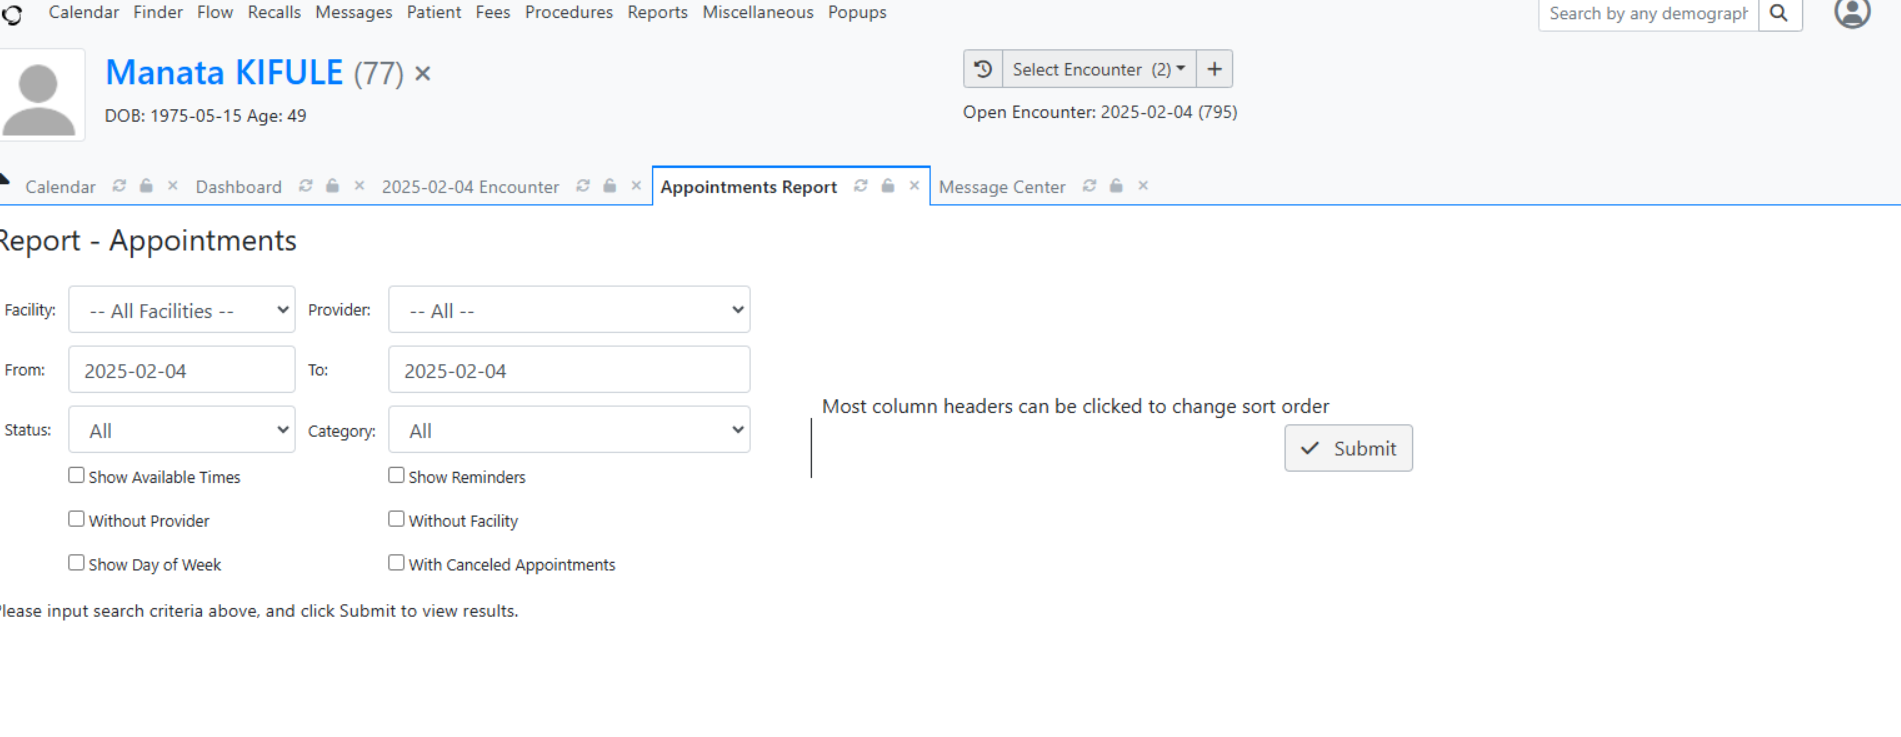 Calendar Finder Flow Recalls Messages Patient Fees Procedures Reports Miscellaneous Popups
Search by any demograph
Manata KIFULE (77)
DOB: 1975-05-15 Age: 49
Select Encounter (2)
Open Encounter: 2025-02-04 (795)
Calendar Dashboard 2025-02-04 Encounter Appointments Report Message Center
Report - Appointments
Facility: -- All Facilities -- Provider: -- All --
From: 2025-02-04 To: 2025-02-04
Status: All Category: All
Most column headers can be clicked to change sort order
Submit
Show Available Times Show Reminders
Without Provider Without Facility
Show Day of Week With Canceled Appointments
lease input search criteria above, and click Submit to view results.